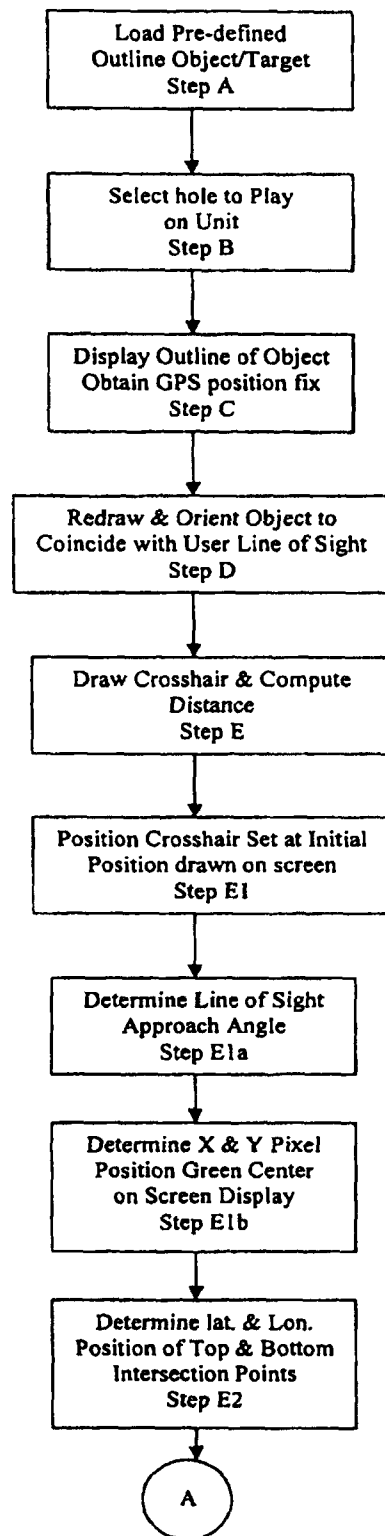 Load Pre-defined
Outline Object/Target
Step A
Select hole to Play
on Unit
Step B
Display Outline of Object
Obtain GPS position fix
Step C
Redraw & Orient Object to
Coincide with User Line of Sight
Step D
Draw Crosshair & Compute
Distance
Step E
Position Crosshair Set at Initial
Position drawn on screen
Step E1
Determine Line of Sight
Approach Angle
Step E1a
Determine X & Y Pixel
Position Green Center
on Screen Display
Step E1b
Determine lat. & Lon.
Position of Top & Bottom
Intersection Points
Step E2
A